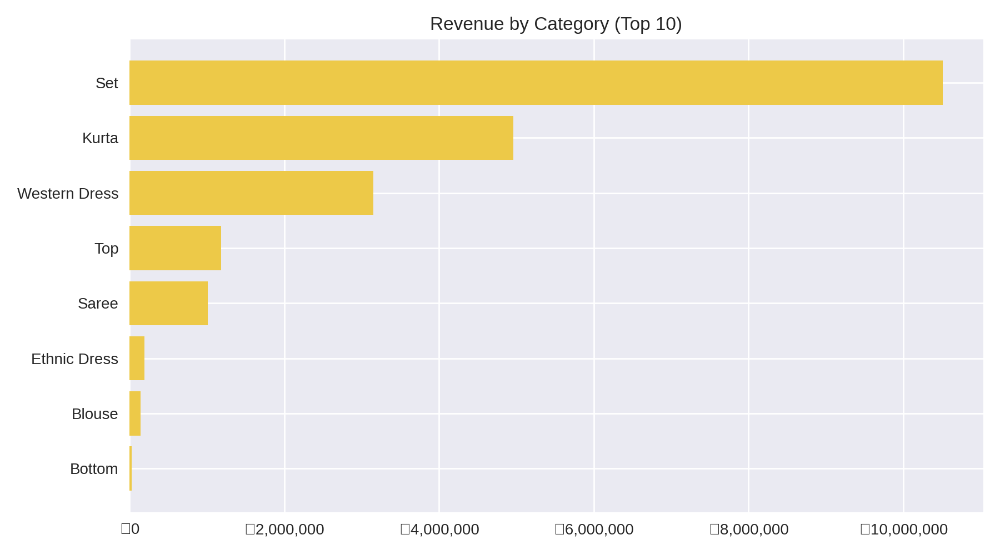 Revenue by Category (Top 10)
Set
Kurta
Western Dress
Top
Saree
Ethnic Dress
Blouse
Bottom
□0 □2,000,000 □4,000,000 □6,000,000 □8,000,000 □10,000,000